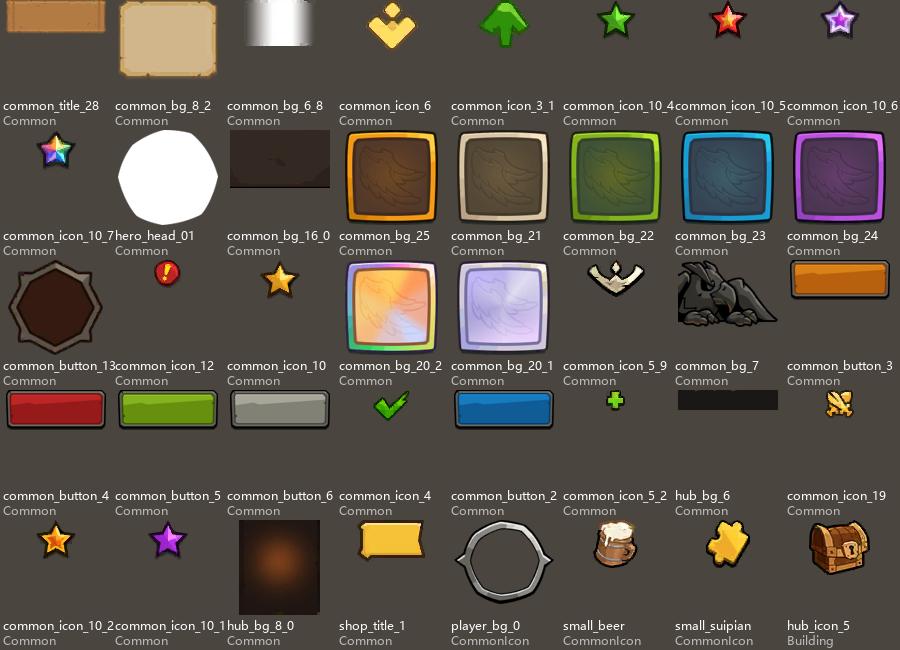 common_title_28 common_bg_8_2 common_bg_6_8 common_icon_6 common_icon_3_1 common_icon_10_4 common_icon_10_5 common_icon_10_6
Common Common Common Common Common Common Common Common
common_icon_10_7 hero_head_01 common_bg_16_0 common_bg_25 common_bg_21 common_bg_22 common_bg_23 common_bg_24
Common Common Common Common Common Common Common Common
common_button_13 common_icon_12 common_icon_10 common_bg_20_2 common_bg_20_1 common_icon_5_9 common_bg_7 common_button_3
Common Common Common Common Common Common Common Common
common_button_4 common_button_5 common_button_6 common_icon_4 common_button_2 common_icon_5_2 hub_bg_6 common_icon_19
Common Common Common Common Common Common Common Common
common_icon_10_2 common_icon_10_1 hub_bg_8_0 shop_title_1 player_bg_0 small_beer small_suipian hub_icon_5
Common Common Common Common CommonIcon CommonIcon CommonIcon Building